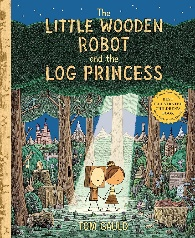 The
LITTLE WOODEN
ROBOT
and the
LOG PRINCESS
TOM GAULD